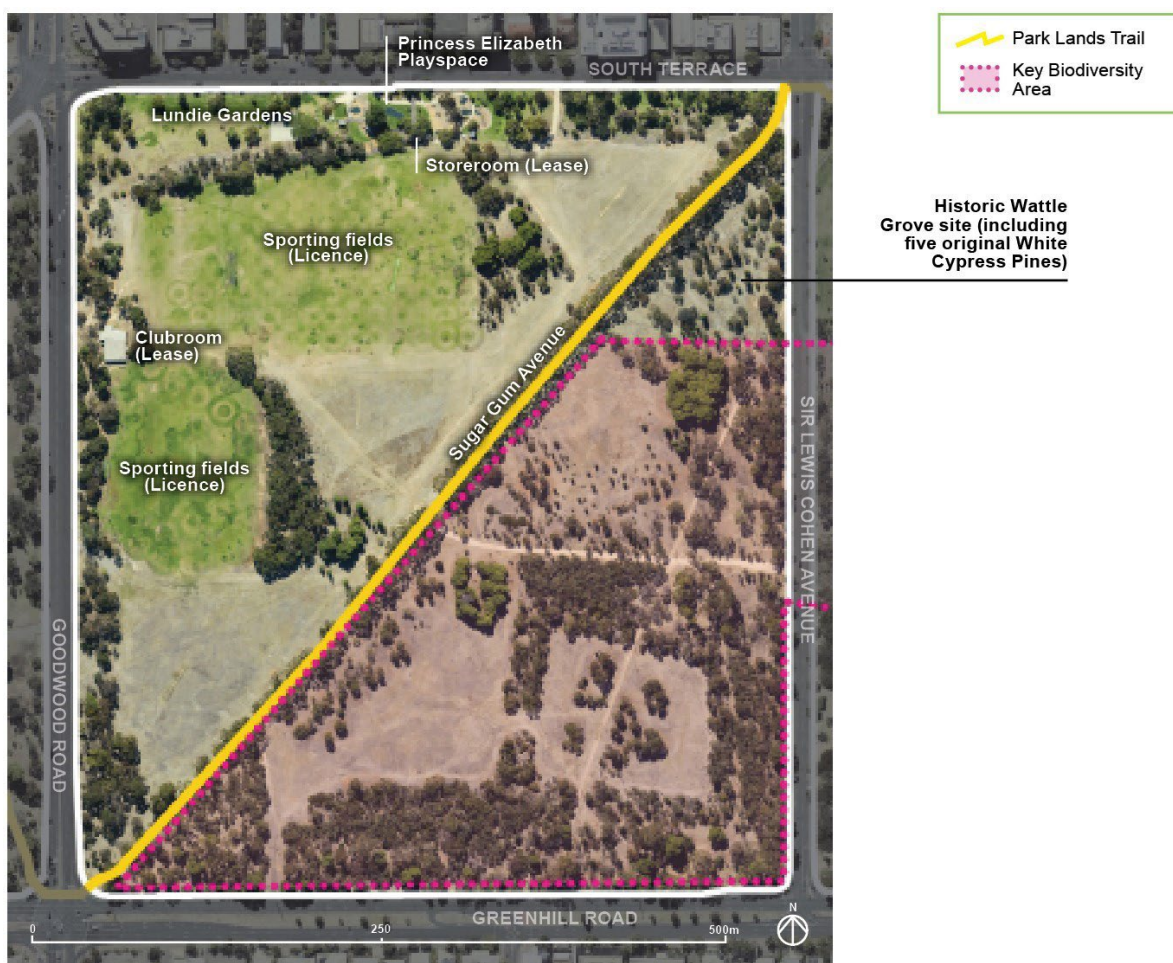 Princess Elizabeth
Playspace
SOUTH TERRACE
Park Lands Trail
Key Biodiversity
Area
Lundie Gardens
Storeroom (Lease)
Historic Wattle
Grove site (including
five original White
Cypress Pines)
Sporting fields
(Licence)
Clubroom
(Lease)
Sugar Gum Avenue
SIR LEWIS COHEN AVENUE
Sporting fields
(Licence)
GOODWOOD ROAD
GREENHILL ROAD
N
0
250
500m